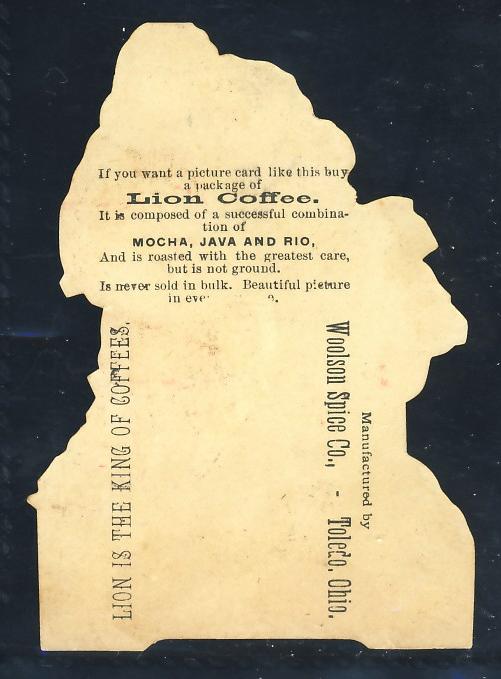 If you want a picture card like this buy
a package of
Lion Coffee.
It is composed of a successful combina-
tion of
MOCHA, JAVA AND RIO,
And is roasted with the greatest care,
but is not ground.
Is never sold in bulk. Beautiful picture
in
LION IS THE KING OF COFFEES.
Manufactured by
Woolson Spice Co., - Toledo, Ohio.